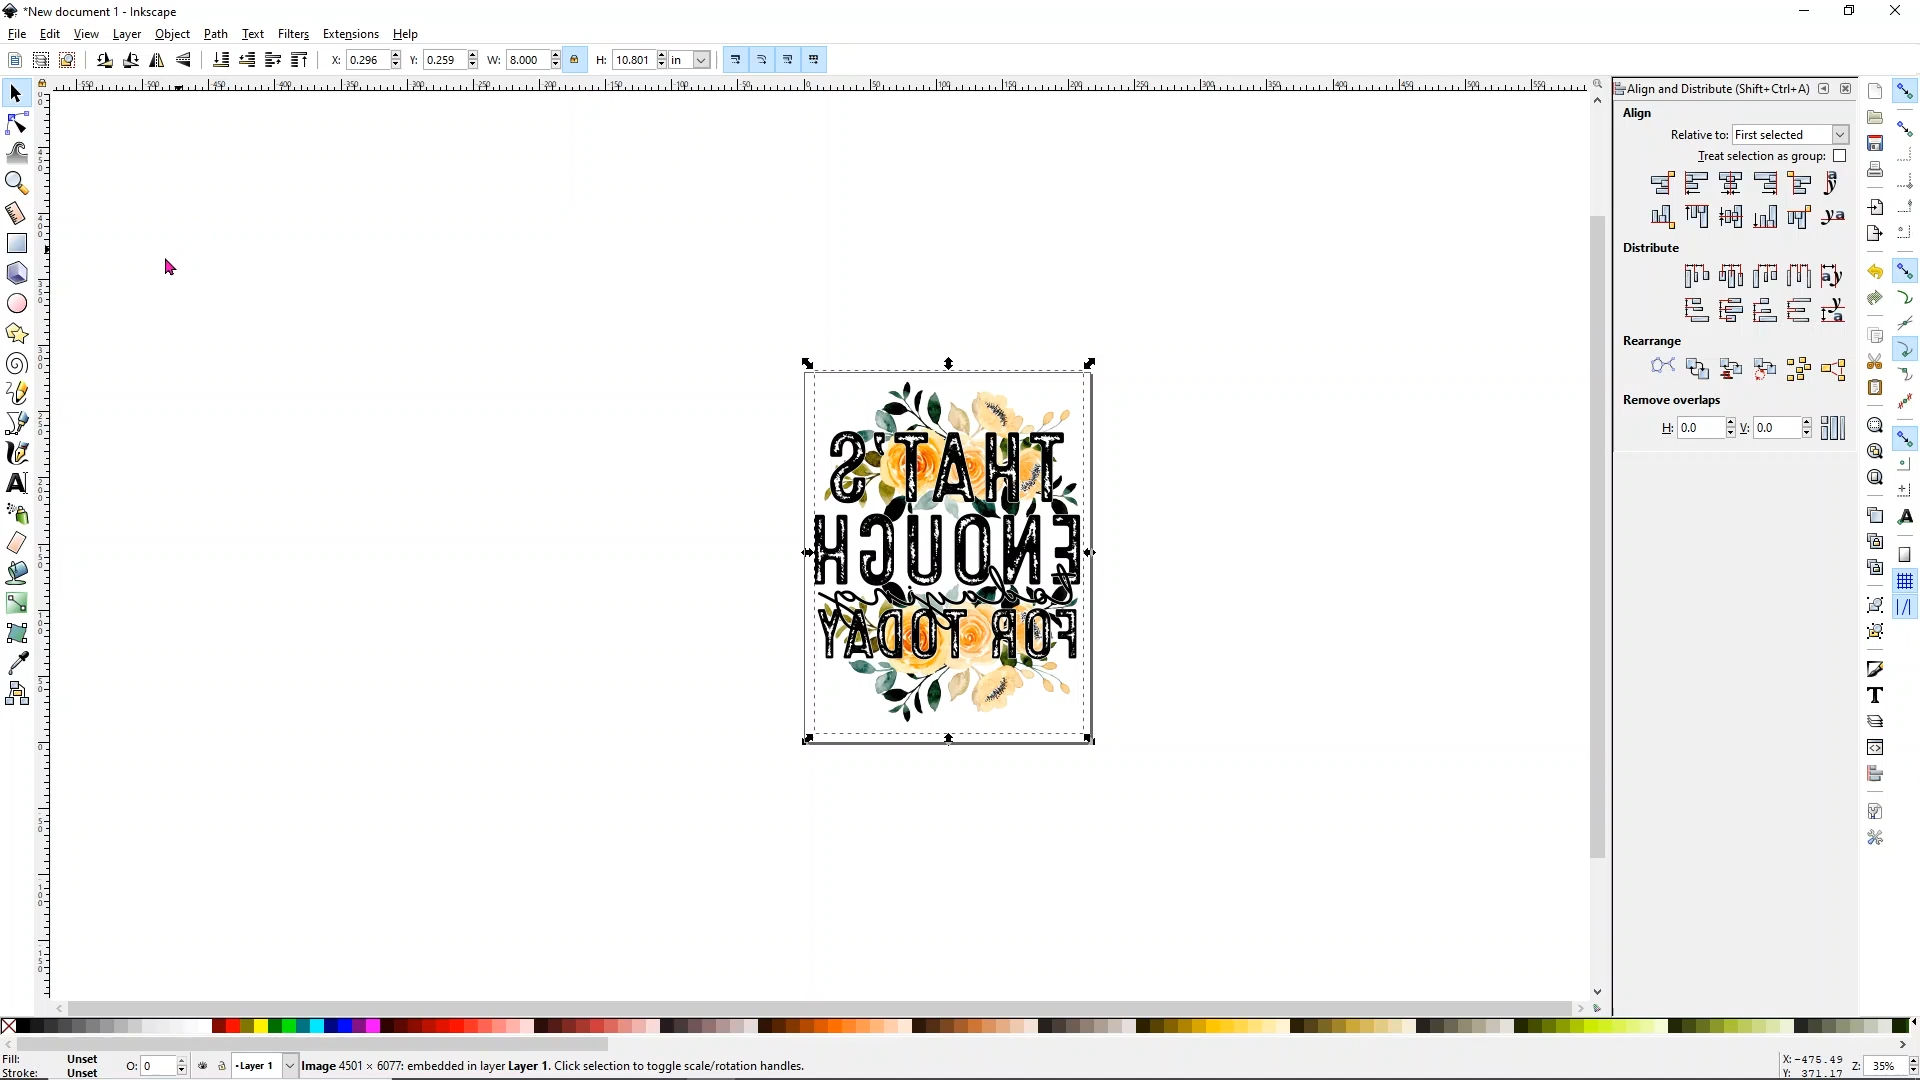 *New document 1 - Inkscape
File Edit View Layer Object Path Text Filters Extensions Help
X: 0.296 Y: 0.259 W: 8.000 H: 10.801 in
Align and Distribute (Shift+Ctrl+A)
Align
Relative to: First selected
Treat selection as group:
Distribute
Rearrange
Remove overlaps
H: 0.0 V: 0.0
THAT'S
ENOUGH
FOR TODAY
Fill: Unset
Stroke: Unset
O: 0
•Layer 1
Image 4501 × 6077: embedded in layer Layer 1. Click selection to toggle scale/rotation handles.
X: -475.49
Y: 371.17
Z: 35%